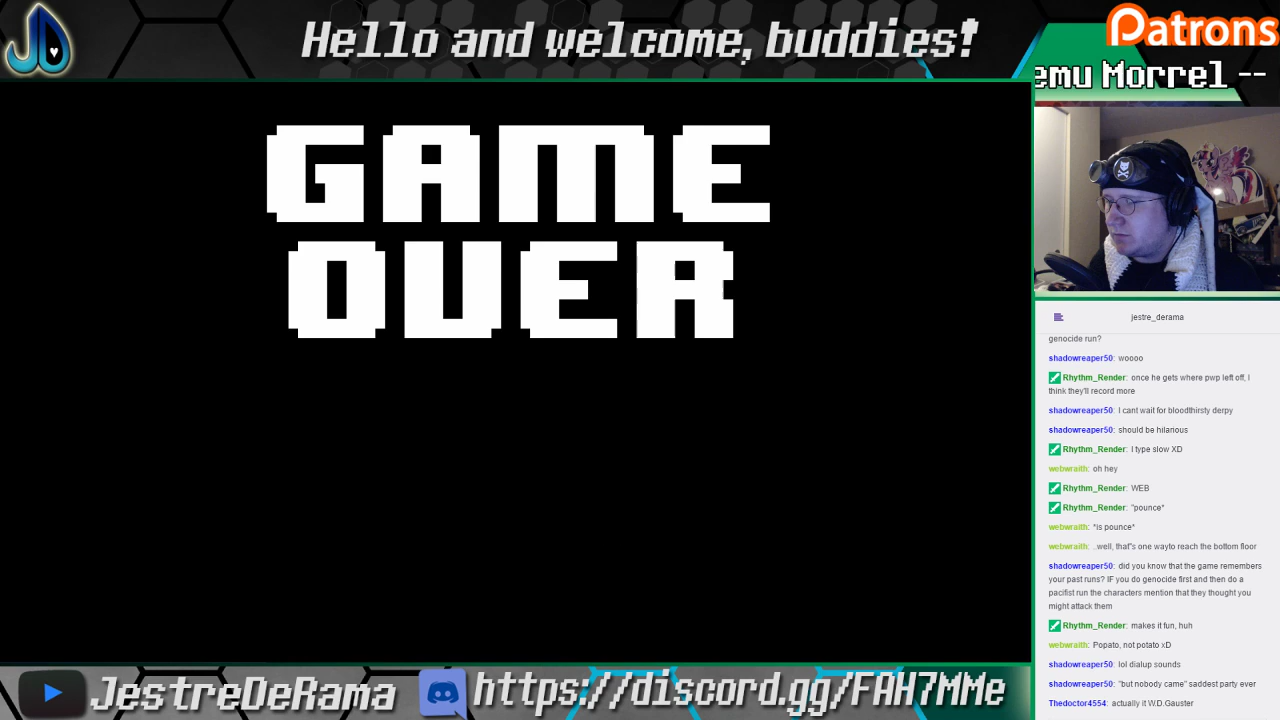 Hello and welcome, buddies!
Patrons
emu Morrel --
GAME
OVER
jestre_derama
genocide run?
shadowreaper50: woooo
Rhythm_Render: once he gets where pwp left off, I
think they'll record more
shadowreaper50: I cant wait for bloodthirsty derpy
shadowreaper50: should be hilarious
Rhythm_Render: I type slow XD
webwraith: oh hey
Rhythm_Render: WEB
Rhythm_Render: "pounce*
webwraith: *is pounce*
webwraith: ..well, that"s one wayto reach the bottom floor
shadowreaper50: did you know that the game remembers
your past runs? IF you do genocide first and then do a
pacifist run the characters mention that they thought you
might attack them
Rhythm_Render: makes it fun, huh
webwraith: Popato, not potato xD
shadowreaper50: lol dialup sounds
shadowreaper50: "but nobody came" saddest party ever
Thedoctor4554: actually it W.D.Gauster
JestreDeRama
https://discord.gg/FAH7MMe